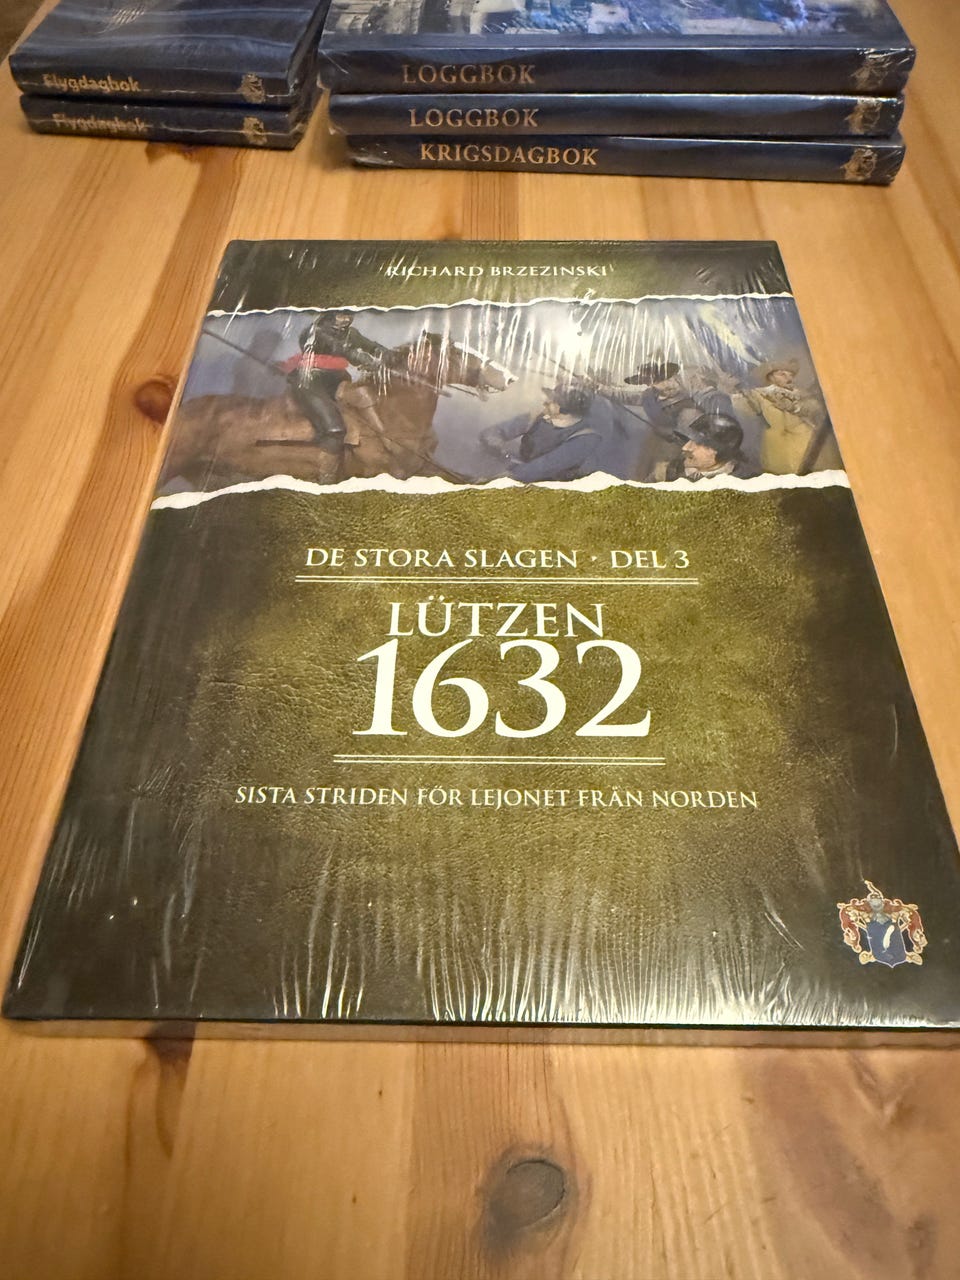 Flygdagbok
Flygdagbok
LOGGBOK
LOGGBOK
KRIGSDAGBOK
RICHARD BRZEZINSKI
DE STORA SLAGEN · DEL 3
LÜTZEN
1632
SISTA STRIDEN FÖR LEJONET FRÅN NORDEN